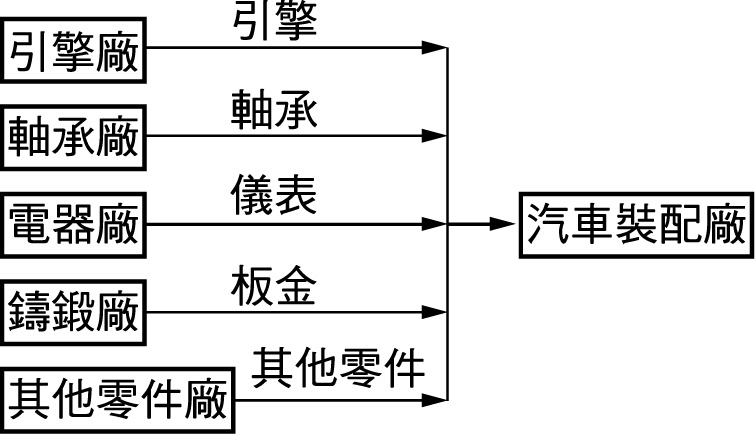 引擎廠
引擎
軸承廠
軸承
電器廠
儀表
汽車裝配廠
鑄鍛廠
板金
其他零件廠
其他零件